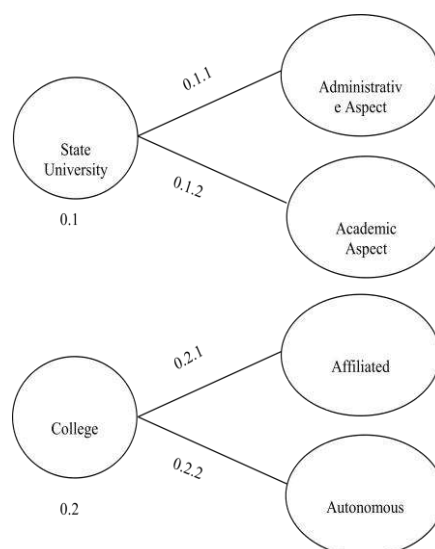 0.1.1
Administrativ
e Aspect
State
University
0.1.2
0.1
Academic
Aspect
0.2.1
Affiliated
College
0.2.2
0.2
Autonomous